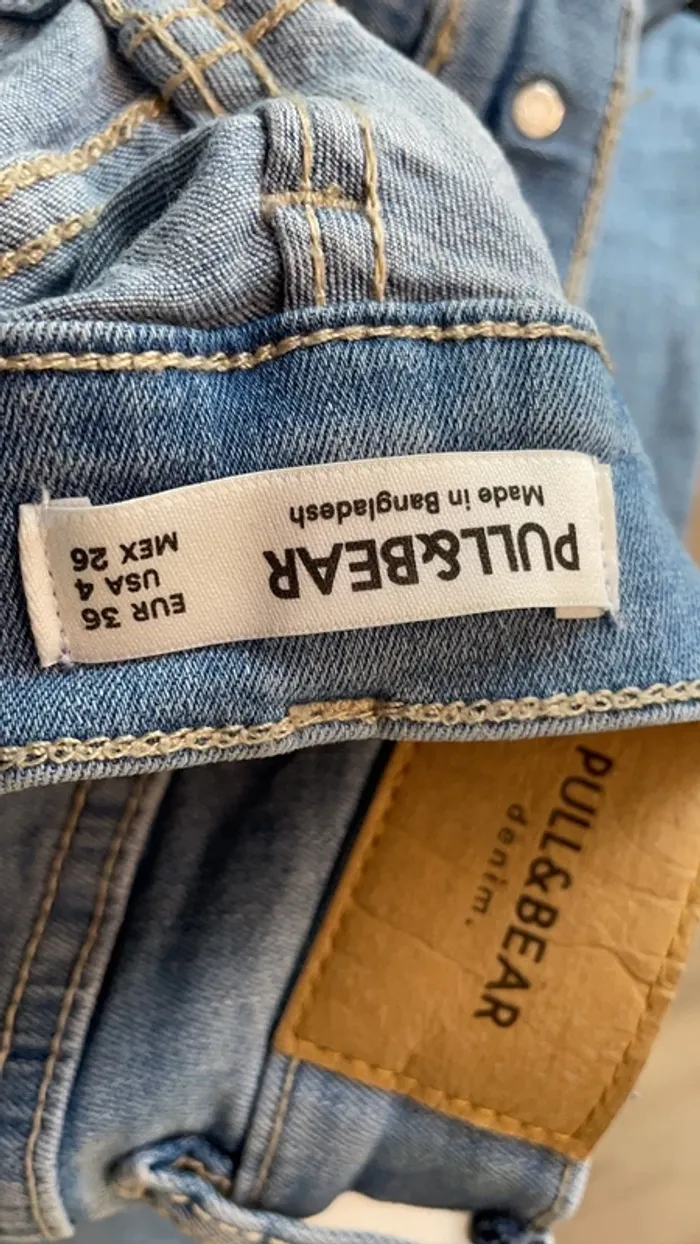 PULL&BEAR
Made in Bangladesh
EUR 36
USA 4
MEX 26
PULL&BEAR
denim.